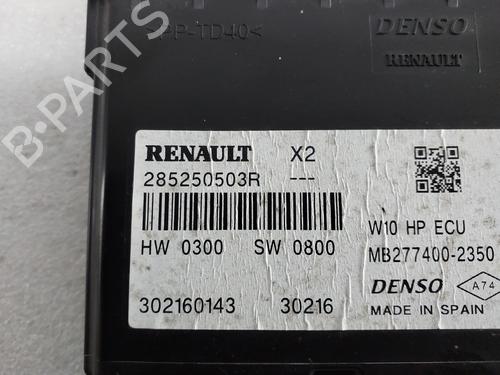 >PP-TD40<
DENSO
RENAULT
RENAULT X2
285250503R ---
W10 HP ECU
HW 0300 SW 0800
MB277400-2350
DENSO A74
302160143 30216
MADE IN SPAIN
B-PARTS